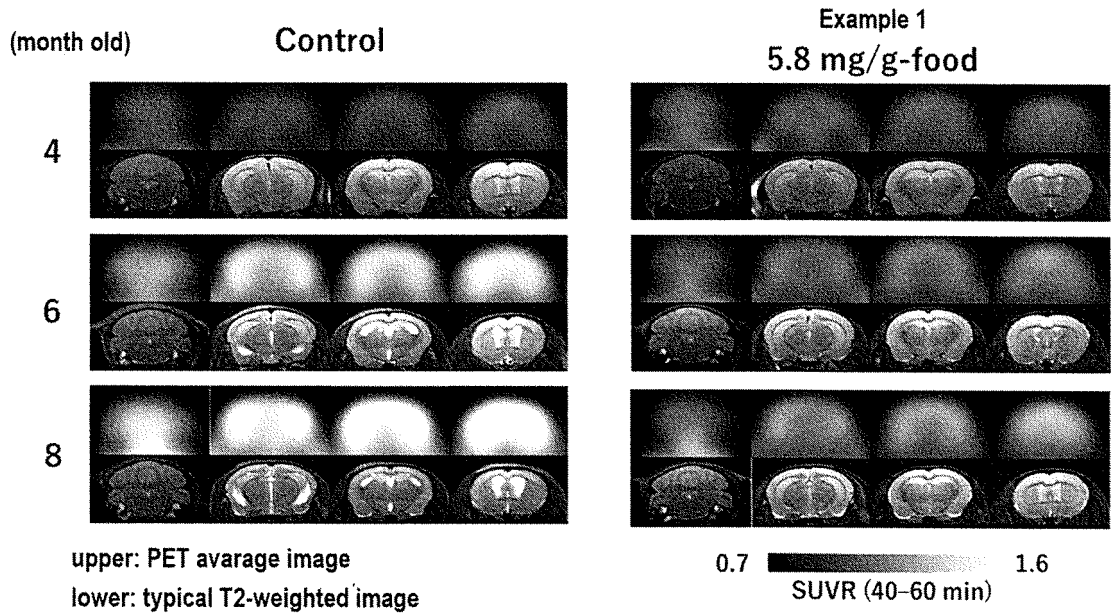 (month old)
Control
Example 1
5.8 mg/g-food
4
6
8
upper: PET avarage image
lower: typical T2-weighted image
0.7
1.6
SUVR (40–60 min)